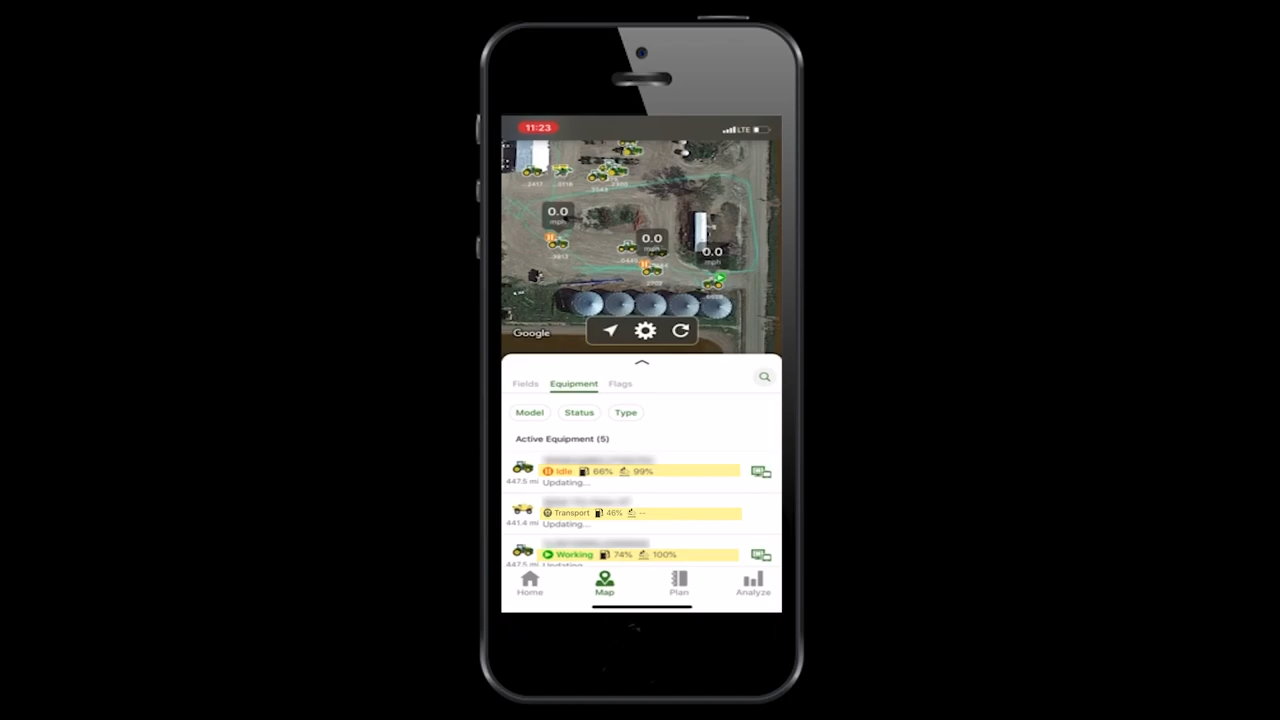 11:23
LTE
...2417
0.0
mph
0.0
mph
0.0
mph
Google
Fields Equipment Flags
Model Status Type
Active Equipment (5)
Idle 66% 99%
447.5 mi Updating...
Transport 46% --
441.4 mi Updating...
Working 74% 100%
447.5 mi Updating...
Home Map Plan Analyze